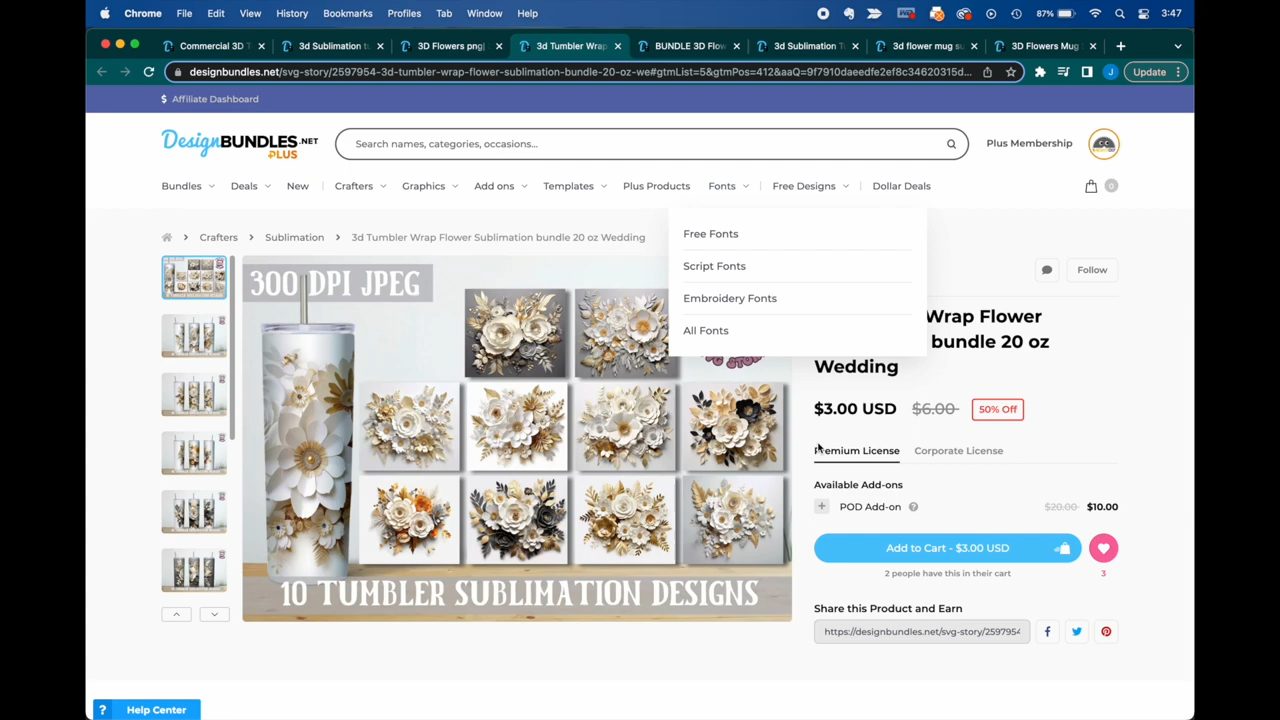 Chrome File Edit View History Bookmarks Profiles Tab Window Help 87% 3:47
Commercial 3D T 3d Sublimation tu 3D Flowers png| 3d Tumbler Wrap BUNDLE 3D Flow 3d Sublimation T 3d flower mug su 3D Flowers Mug
designbundles.net/svg-story/2597954-3d-tumbler-wrap-flower-sublimation-bundle-20-oz-we#gtmList=5&gtmPos=412&aaQ=9f7910daeedfe2ef8c34620315d... J Update
$ Affiliate Dashboard
Design BUNDLES.NET PLUS
Search names, categories, occasions...
Plus Membership
Bundles Deals New Crafters Graphics Add ons Templates Plus Products Fonts Free Designs Dollar Deals 0
Free Fonts
Script Fonts
Embroidery Fonts
All Fonts
Crafters > Sublimation > 3d Tumbler Wrap Flower Sublimation bundle 20 oz Wedding
300 DPI JPEG
10 TUMBLER SUBLIMATION DESIGNS
Follow
Wrap Flower
bundle 20 oz
Wedding
$3.00 USD $6.00 50% Off
Premium License Corporate License
Available Add-ons
+ POD Add-on ? $20.00 $10.00
Add to Cart - $3.00 USD
2 people have this in their cart
3
Share this Product and Earn
https://designbundles.net/svg-story/2597954
? Help Center